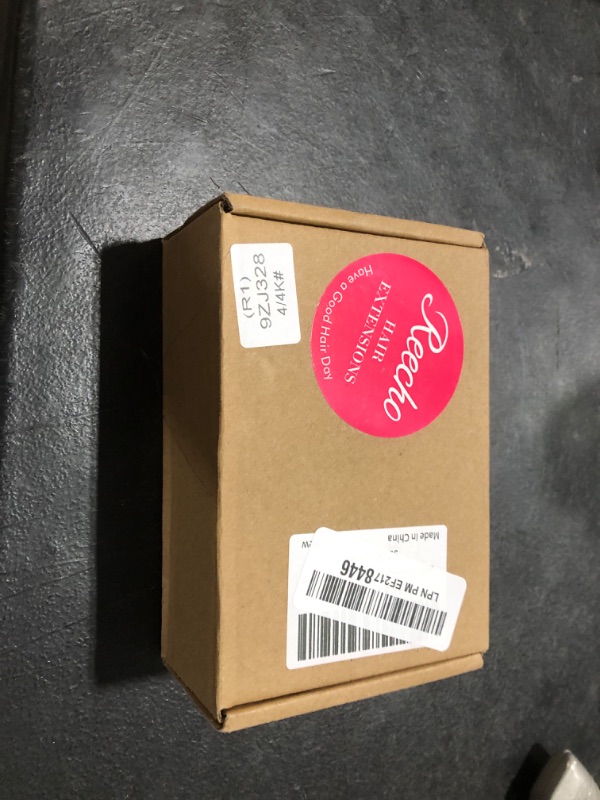 (R1)
9ZJ328
4/4K#
Reecho
HAIR
EXTENSIONS
Have a Good Hair Day
LPN PM EF2178446
Made in China